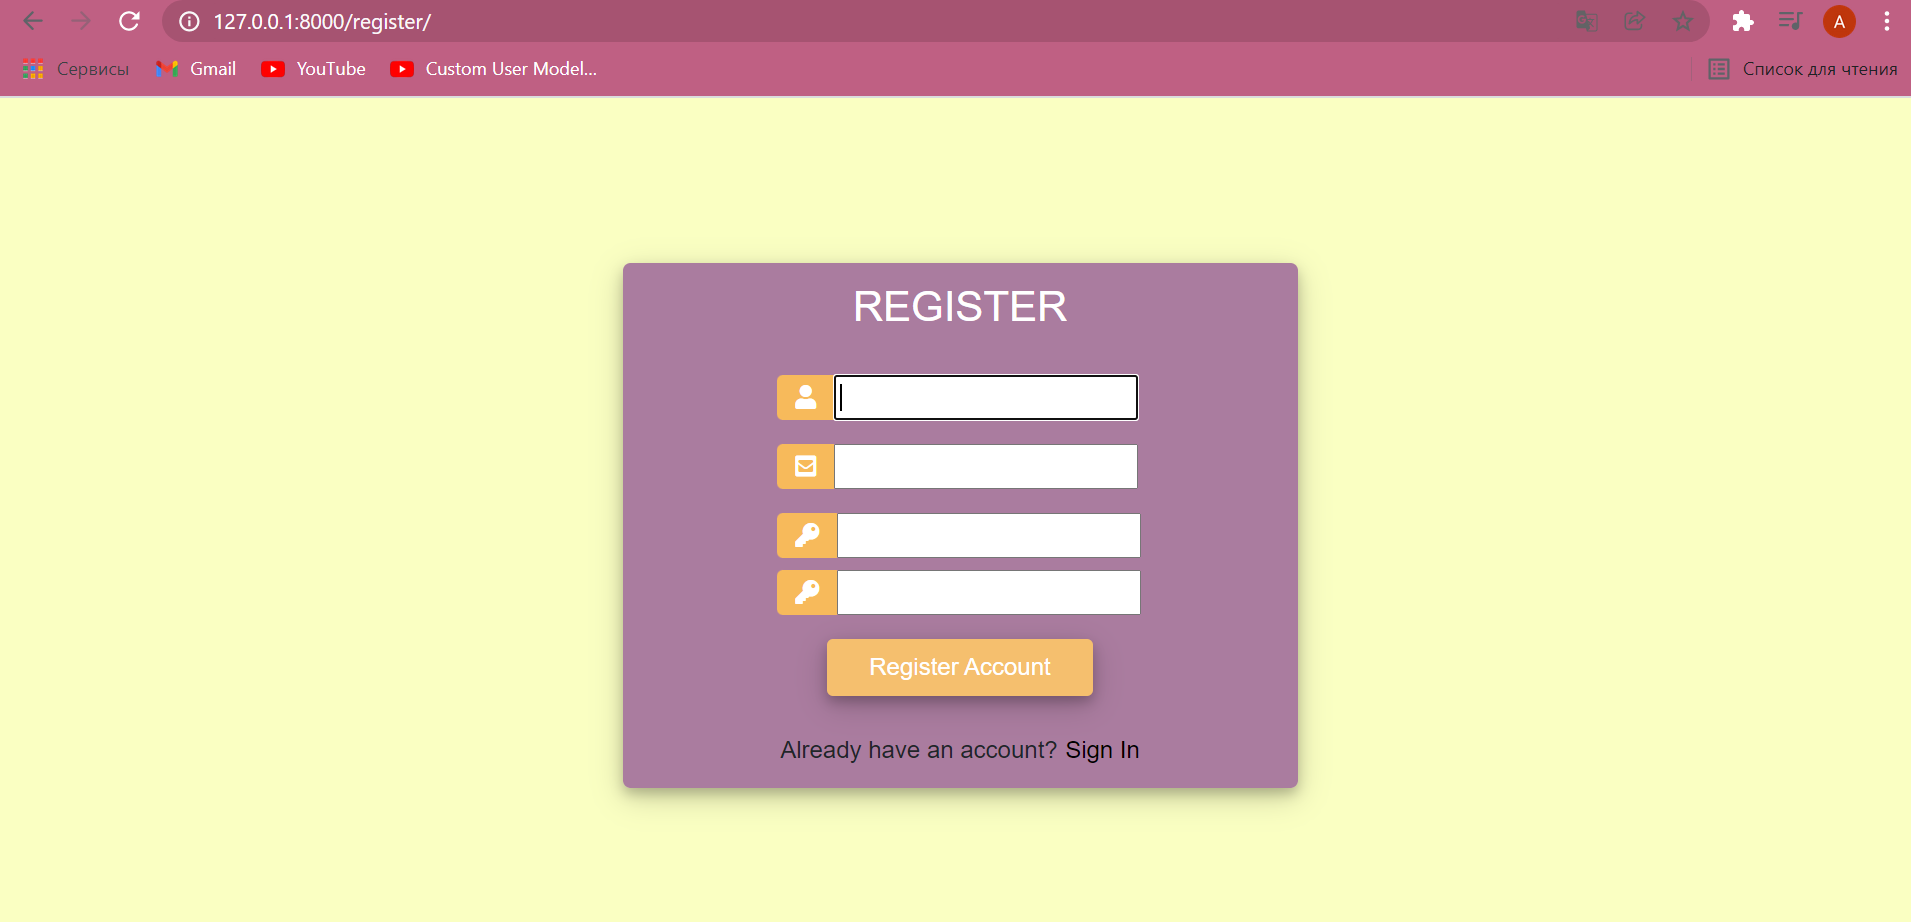 127.0.0.1:8000/register/
A
Сервисы Gmail YouTube Custom User Model... Список для чтения
REGISTER
Register Account
Already have an account? Sign In